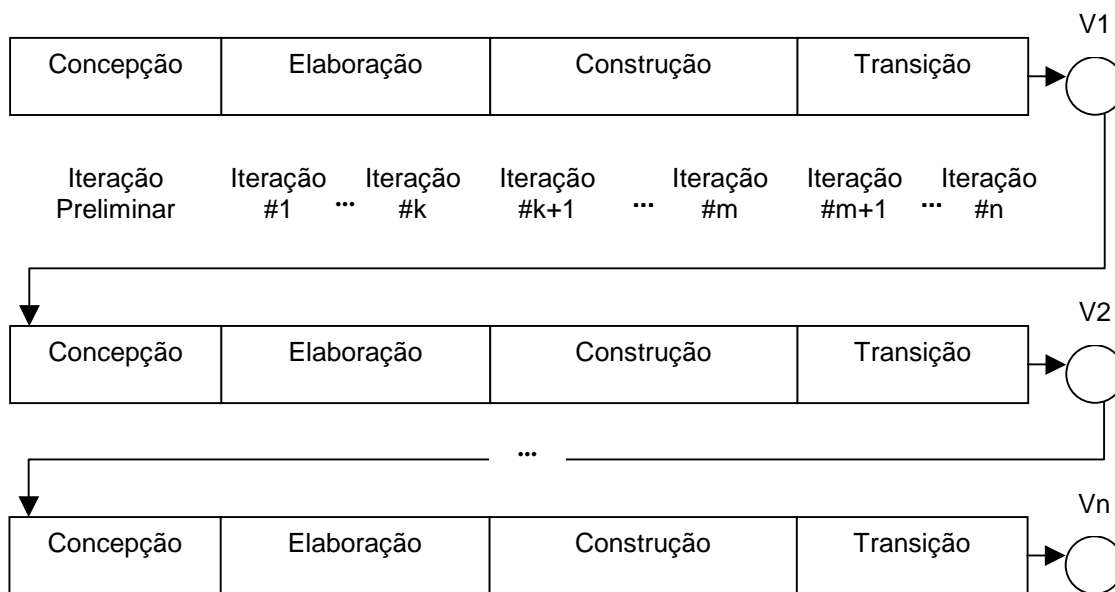 V1
Concepção Elaboração Construção Transição
Iteração Iteração Iteração Iteração Iteração Iteração Iteração
Preliminar #1 ... #k #k+1 ... #m #m+1 ... #n
V2
Concepção Elaboração Construção Transição
...
Vn
Concepção Elaboração Construção Transição